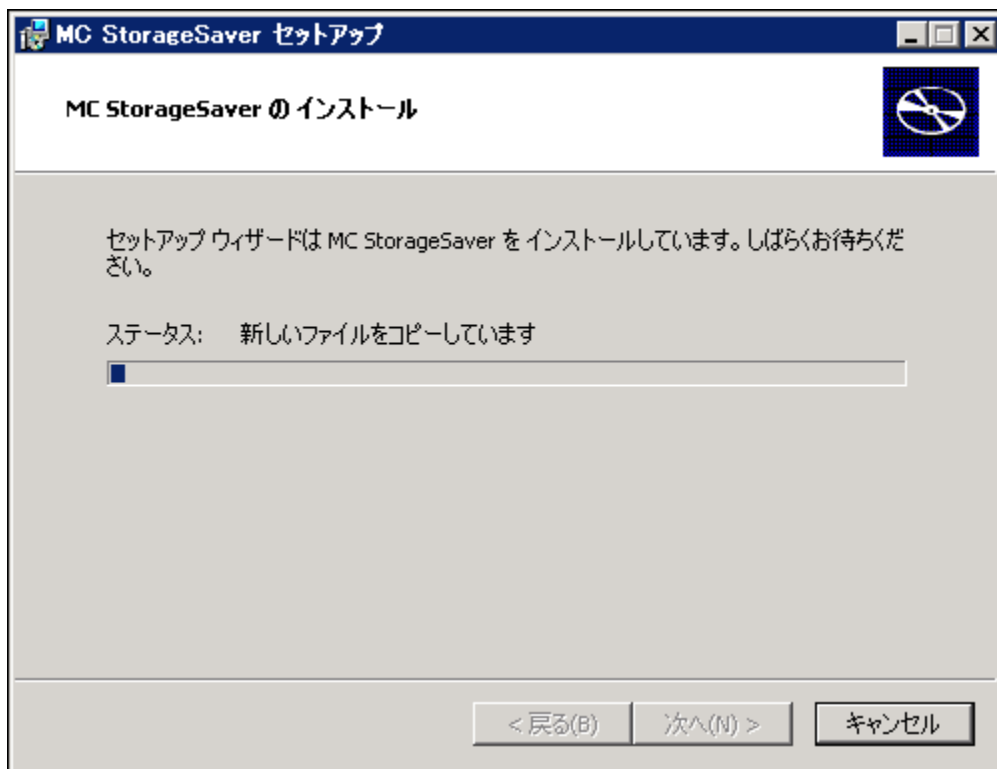 MC StorageSaver セットアップ
MC StorageSaver の インストール
セットアップ ウィザードは MC StorageSaver を インストールしています。しばらくお待ちくだ
さい。
ステータス: 新しいファイルをコピーしています
< 戻る(B) 次へ(N) > キャンセル